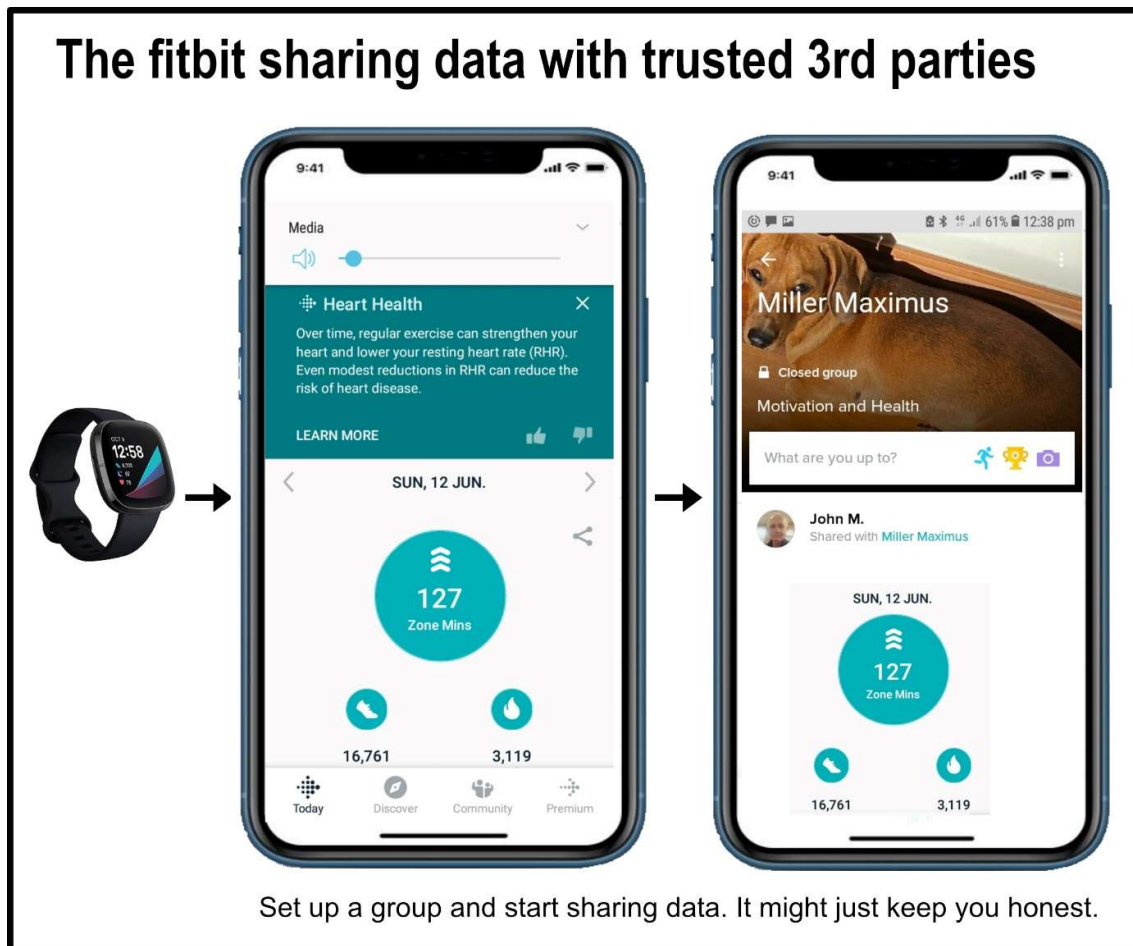 The fitbit sharing data with trusted 3rd parties
9:41
Media
Heart Health
Over time, regular exercise can strengthen your
heart and lower your resting heart rate (RHR).
Even modest reductions in RHR can reduce the
risk of heart disease.
LEARN MORE
SUN, 12 JUN.
127
Zone Mins
16,761 3,119
Today Discover Community Premium
12:58
9:41
4G 61% 12:38 pm
Miller Maximus
Closed group
Motivation and Health
What are you up to?
John M.
Shared with Miller Maximus
SUN, 12 JUN.
127
Zone Mins
16,761 3,119
Set up a group and start sharing data. It might just keep you honest.